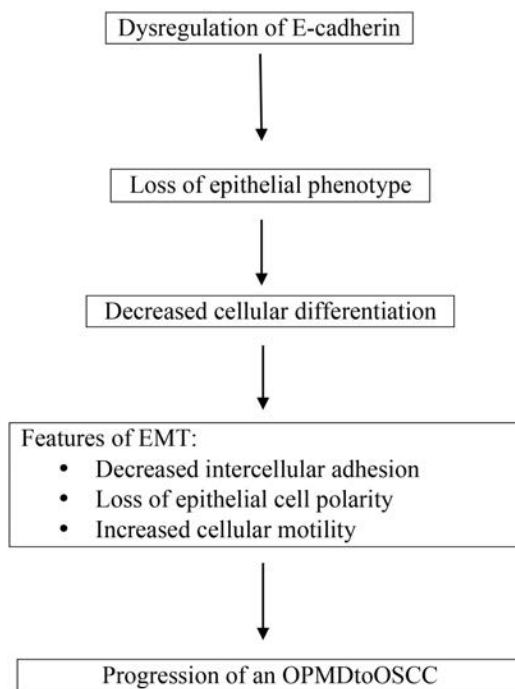 Dysregulation of E-cadherin
Loss of epithelial phenotype
Decreased cellular differentiation
Features of EMT:
• Decreased intercellular adhesion
• Loss of epithelial cell polarity
• Increased cellular motility
Progression of an OPMDtoOSCC